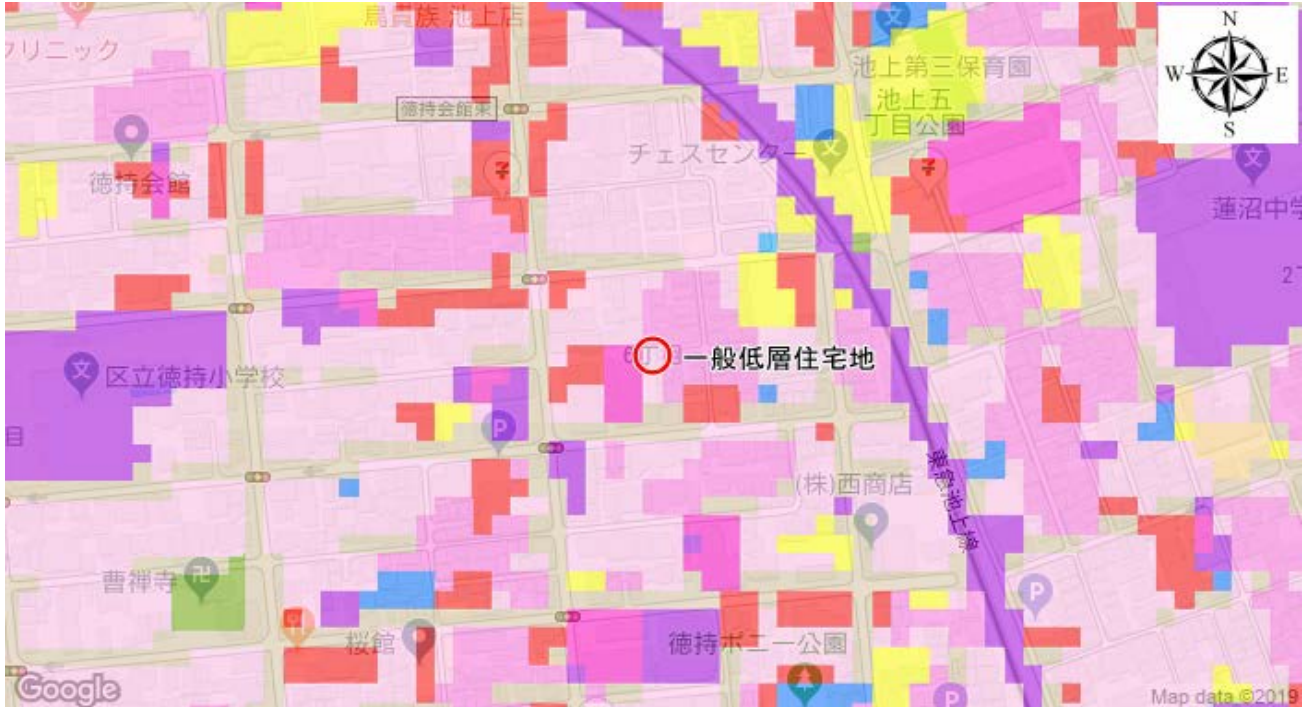 鳥貴族 池上店
クリニック
N
W
E
S
池上第三保育園
池上五
丁目公園
徳持会館東
チェスセンター
徳持会館
蓮沼中学
2丁
6丁目
一般低層住宅地
区立徳持小学校
目
P
(株)西商店
東急池上線
曹禅寺
P
桜館
徳持ポニー公園
P
Google
Map data ©2019